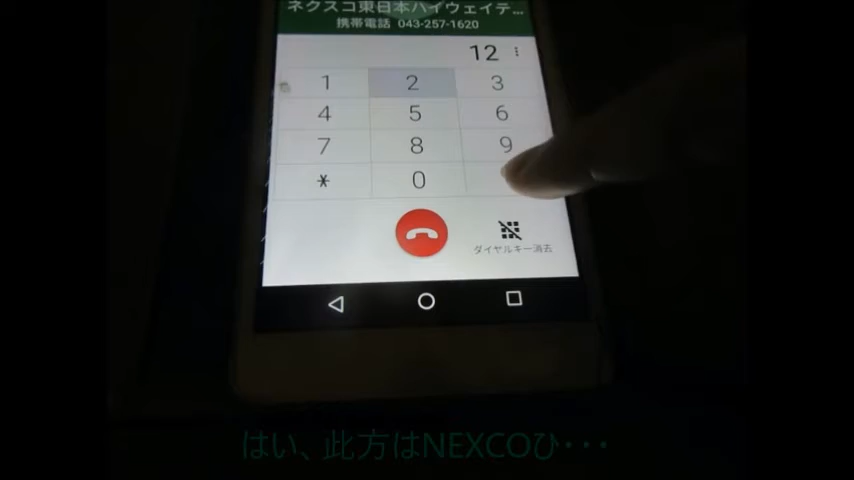 ネクスコ東日本ハイウェイテ…
携帯電話 043-257-1620
12
1 2 3
4 5 6
7 8 9
* 0
ダイヤルキー消去
はい、此方はNEXCOひ・・・